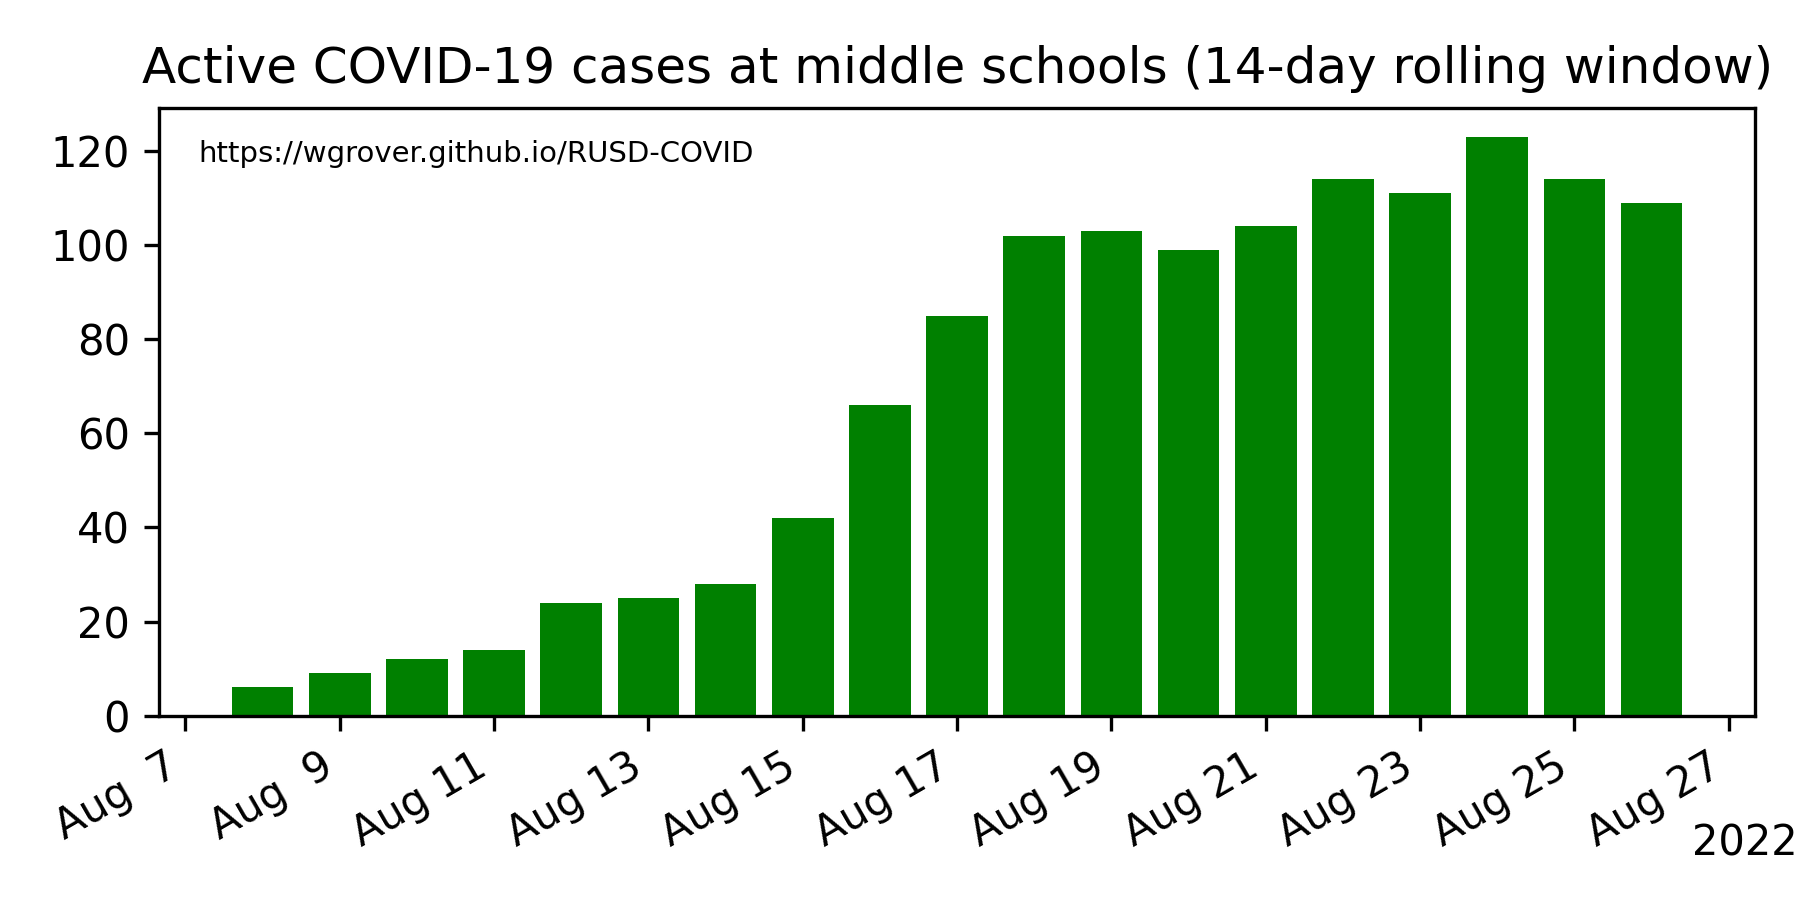 Active COVID-19 cases at middle schools (14-day rolling window)
https://wgrover.github.io/RUSD-COVID
120
100
80
60
40
20
0
Aug 7
Aug 9
Aug 11
Aug 13
Aug 15
Aug 17
Aug 19
Aug 21
Aug 23
Aug 25
Aug 27
2022